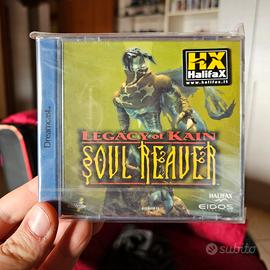 HX
HalifaX
www.halifax.it
Dreamcast
LEGACY of KAIN
SOUL REAVER
HALIFAX
EIDOS
subito